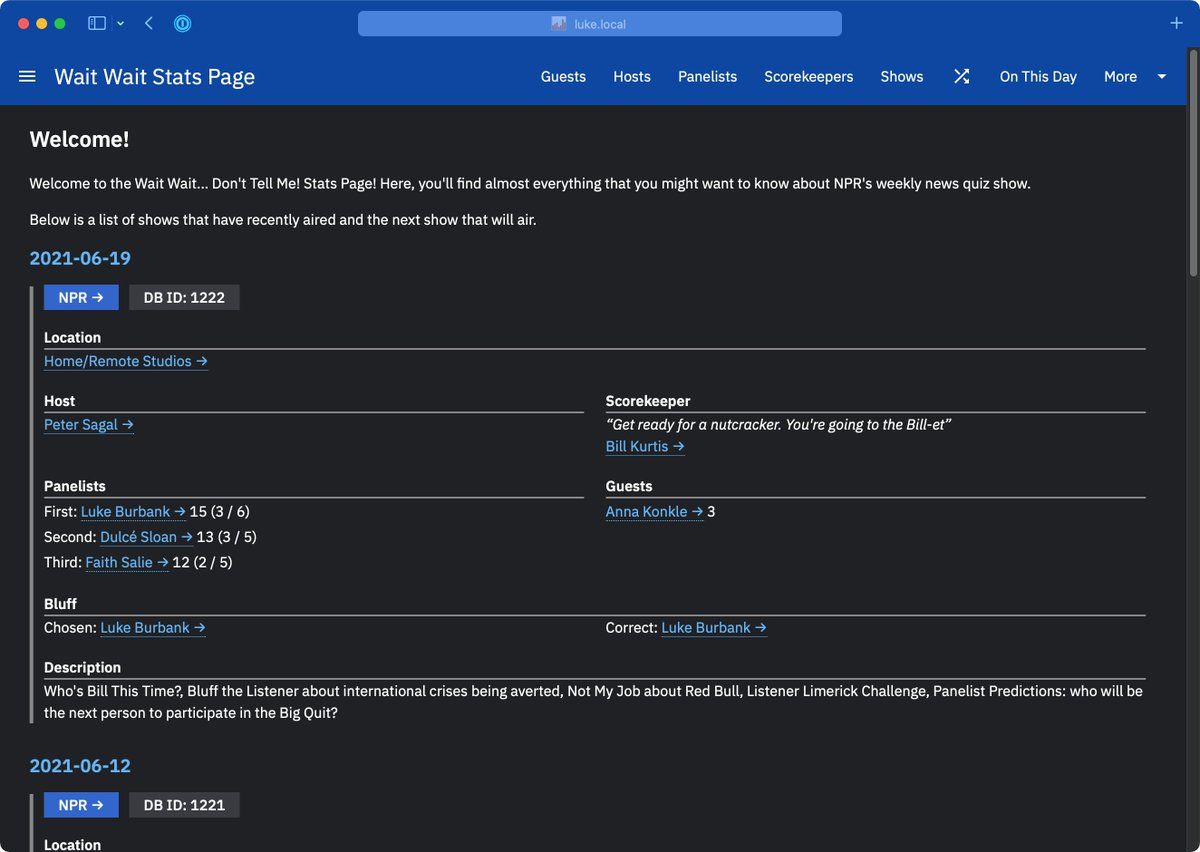 luke.local
Wait Wait Stats Page
Guests Hosts Panelists Scorekeepers Shows On This Day More
Welcome!
Welcome to the Wait Wait... Don't Tell Me! Stats Page! Here, you'll find almost everything that you might want to know about NPR's weekly news quiz show.
Below is a list of shows that have recently aired and the next show that will air.
2021-06-19
NPR → DB ID: 1222
Location
Home/Remote Studios →
Host
Peter Sagal →
Scorekeeper
“Get ready for a nutcracker. You're going to the Bill-et”
Bill Kurtis →
Panelists
First: Luke Burbank → 15 (3 / 6)
Second: Dulcé Sloan → 13 (3 / 5)
Third: Faith Salie → 12 (2 / 5)
Guests
Anna Konkle → 3
Bluff
Chosen: Luke Burbank →
Correct: Luke Burbank →
Description
Who's Bill This Time?, Bluff the Listener about international crises being averted, Not My Job about Red Bull, Listener Limerick Challenge, Panelist Predictions: who will be
the next person to participate in the Big Quit?
2021-06-12
NPR → DB ID: 1221
Location